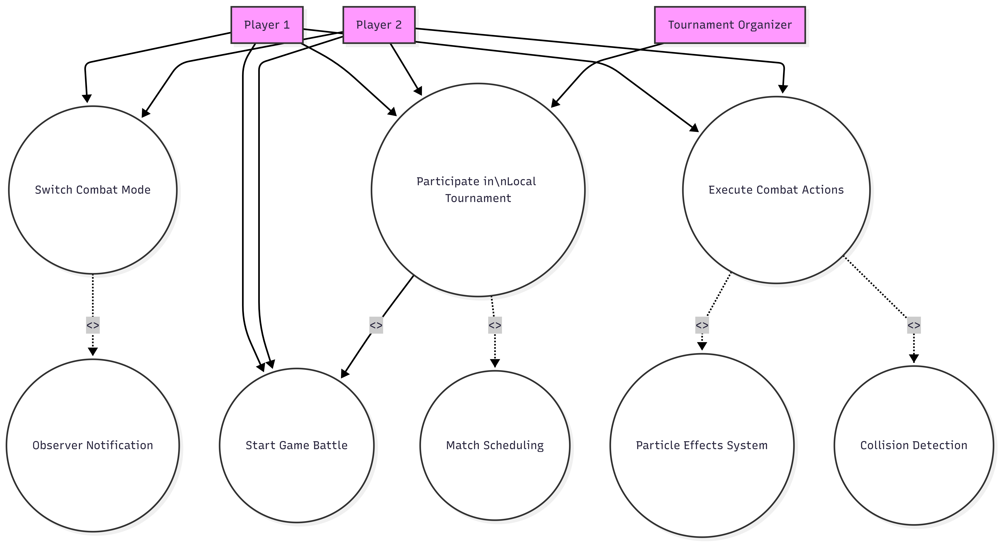 Player 1
Player 2
Tournament Organizer
Switch Combat Mode
Participate in\nLocal
Tournament
Execute Combat Actions
<>
<>
<>
<>
<>
Observer Notification
Start Game Battle
Match Scheduling
Particle Effects System
Collision Detection